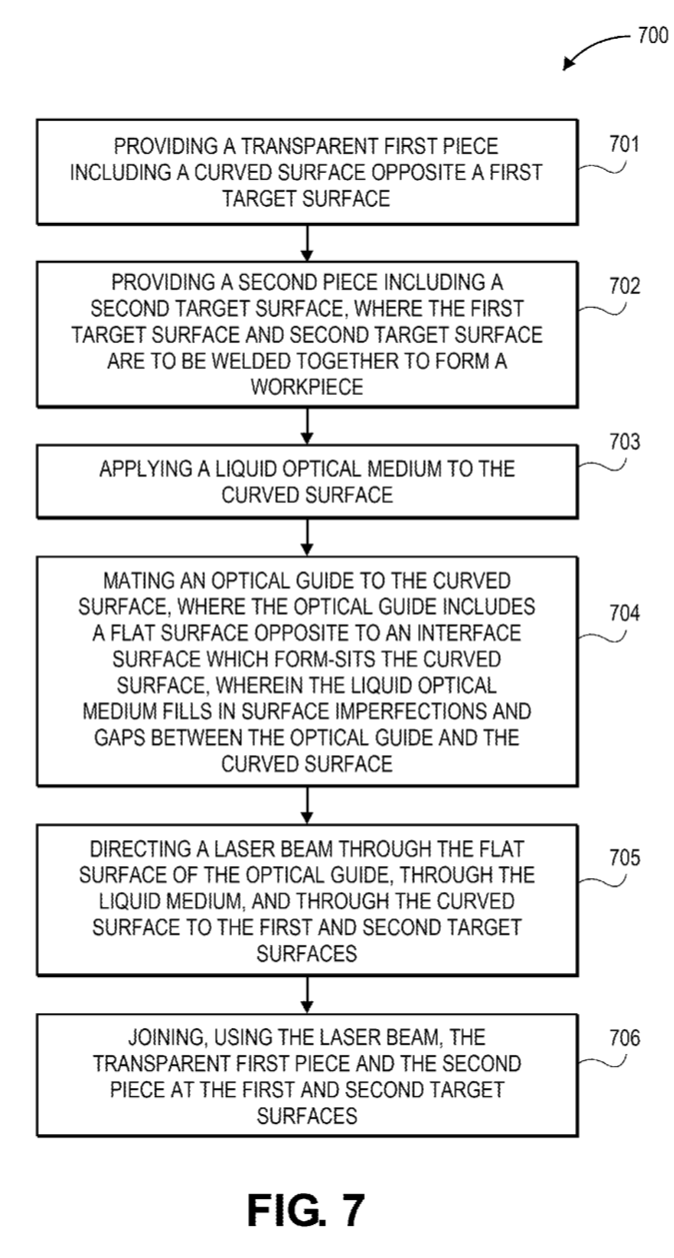 700
PROVIDING A TRANSPARENT FIRST PIECE
INCLUDING A CURVED SURFACE OPPOSITE A FIRST
TARGET SURFACE
701
PROVIDING A SECOND PIECE INCLUDING A
SECOND TARGET SURFACE, WHERE THE FIRST
TARGET SURFACE AND SECOND TARGET SURFACE
ARE TO BE WELDED TOGETHER TO FORM A
WORKPIECE
702
APPLYING A LIQUID OPTICAL MEDIUM TO THE
CURVED SURFACE
703
MATING AN OPTICAL GUIDE TO THE CURVED
SURFACE, WHERE THE OPTICAL GUIDE INCLUDES
A FLAT SURFACE OPPOSITE TO AN INTERFACE
SURFACE WHICH FORM-SITS THE CURVED
SURFACE, WHEREIN THE LIQUID OPTICAL
MEDIUM FILLS IN SURFACE IMPERFECTIONS AND
GAPS BETWEEN THE OPTICAL GUIDE AND THE
CURVED SURFACE
704
DIRECTING A LASER BEAM THROUGH THE FLAT
SURFACE OF THE OPTICAL GUIDE, THROUGH THE
LIQUID MEDIUM, AND THROUGH THE CURVED
SURFACE TO THE FIRST AND SECOND TARGET
SURFACES
705
JOINING, USING THE LASER BEAM, THE
TRANSPARENT FIRST PIECE AND THE SECOND
PIECE AT THE FIRST AND SECOND TARGET
SURFACES
706
FIG. 7